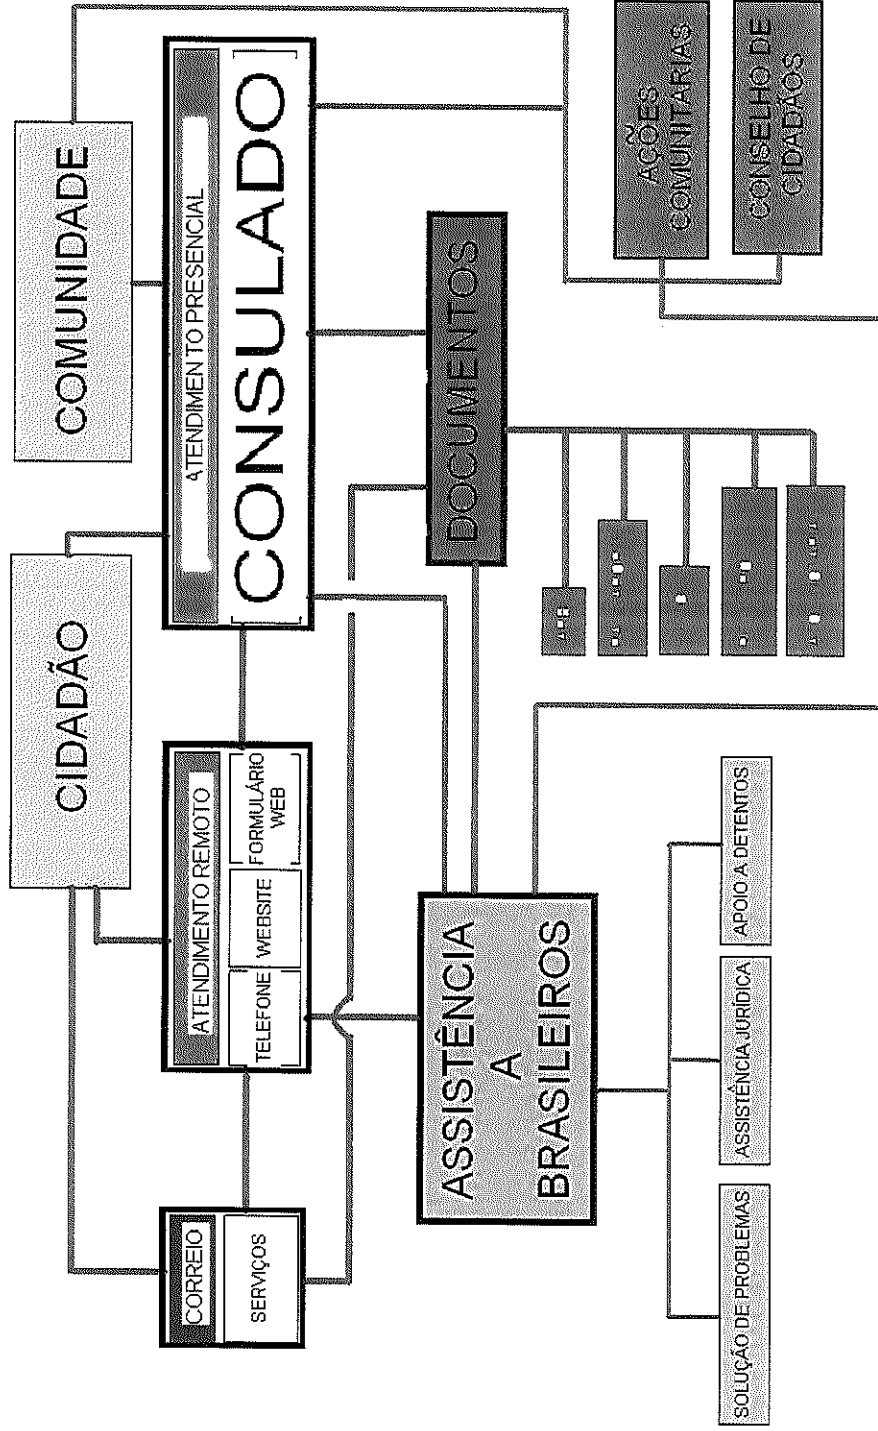 CIDADÃO
COMUNIDADE
CORREIO
SERVIÇOS
ATENDIMENTO REMOTO
TELEFONE
WEBSITE
FORMULÁRIO
WEB
ATENDIMENTO PRESENCIAL
CONSULADO
ASSISTÊNCIA
A
BRASILEIROS
DOCUMENTOS
SOLUÇÃO DE PROBLEMAS
ASSISTÊNCIA JURÍDICA
APOIO A DETENTOS
AÇÕES
COMUNITÁRIAS
CONSELHO DE
CIDADÃOS